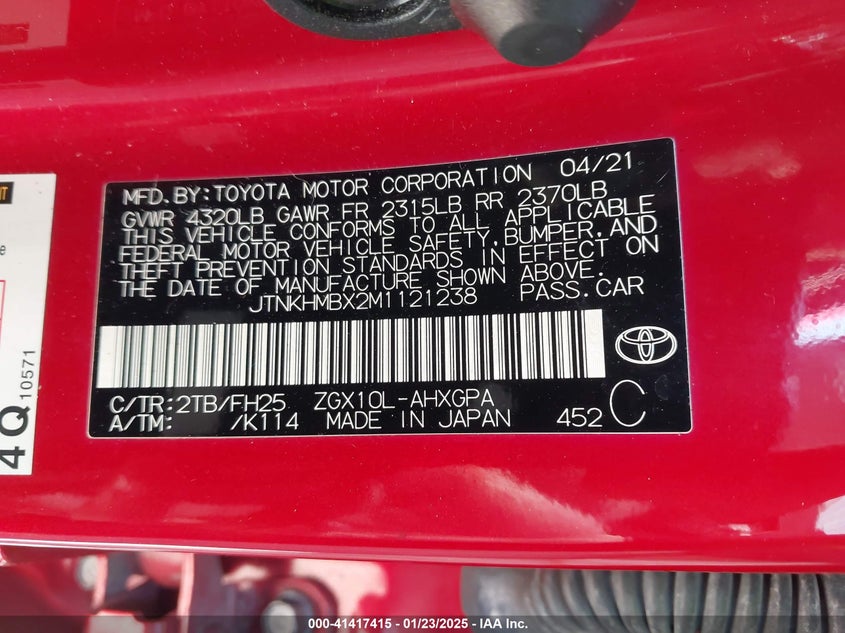 MFD.BY:TOYOTA MOTOR CORPORATION 04/21
GVWR 4320LB GAWR FR 2315LB RR 2370LB
THIS VEHICLE CONFORMS TO ALL APPLICABLE
FEDERAL MOTOR VEHICLE SAFETY,BUMPER,AND
THEFT PREVENTION STANDARDS IN EFFECT ON
THE DATE OF MANUFACTURE SHOWN ABOVE.
JTNKHMBX2M1121238 PASS.CAR
C/TR:2TB/FH25 ZGX10L-AHXGPA
A/TM: /K114 MADE IN JAPAN 452 C
4Q 10571
000-41417415 - 01/23/2025 - IAA Inc.